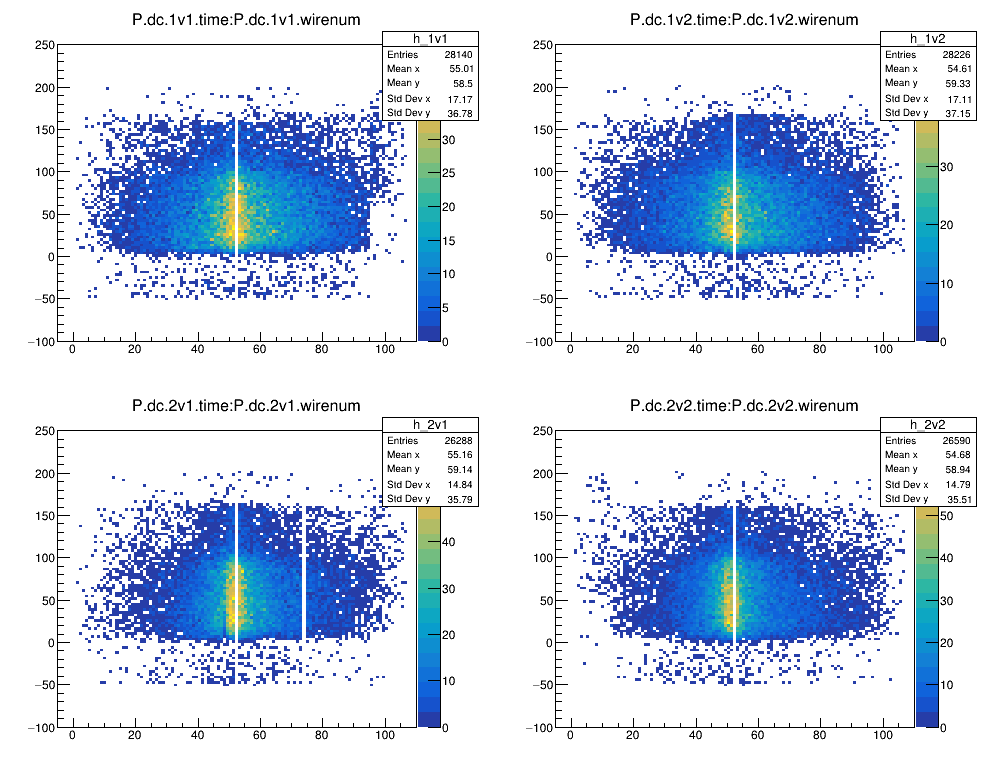 P.dc.1v1.time:P.dc.1v1.wirenum
h_1v1
Entries 28140
Mean x 55.01
Mean y 58.5
Std Dev x 17.17
Std Dev y 36.78
250
200
150
100
50
0
−50
−100
0 20 40 60 80 100
30
25
20
15
10
5
0
P.dc.1v2.time:P.dc.1v2.wirenum
h_1v2
Entries 28226
Mean x 54.61
Mean y 59.33
Std Dev x 17.11
Std Dev y 37.15
250
200
150
100
50
0
−50
−100
0 20 40 60 80 100
30
20
10
0
P.dc.2v1.time:P.dc.2v1.wirenum
h_2v1
Entries 26288
Mean x 55.16
Mean y 59.14
Std Dev x 14.84
Std Dev y 35.79
250
200
150
100
50
0
−50
−100
0 20 40 60 80 100
40
30
20
10
0
P.dc.2v2.time:P.dc.2v2.wirenum
h_2v2
Entries 26590
Mean x 54.68
Mean y 58.94
Std Dev x 14.79
Std Dev y 35.51
250
200
150
100
50
0
−50
−100
0 20 40 60 80 100
50
40
30
20
10
0